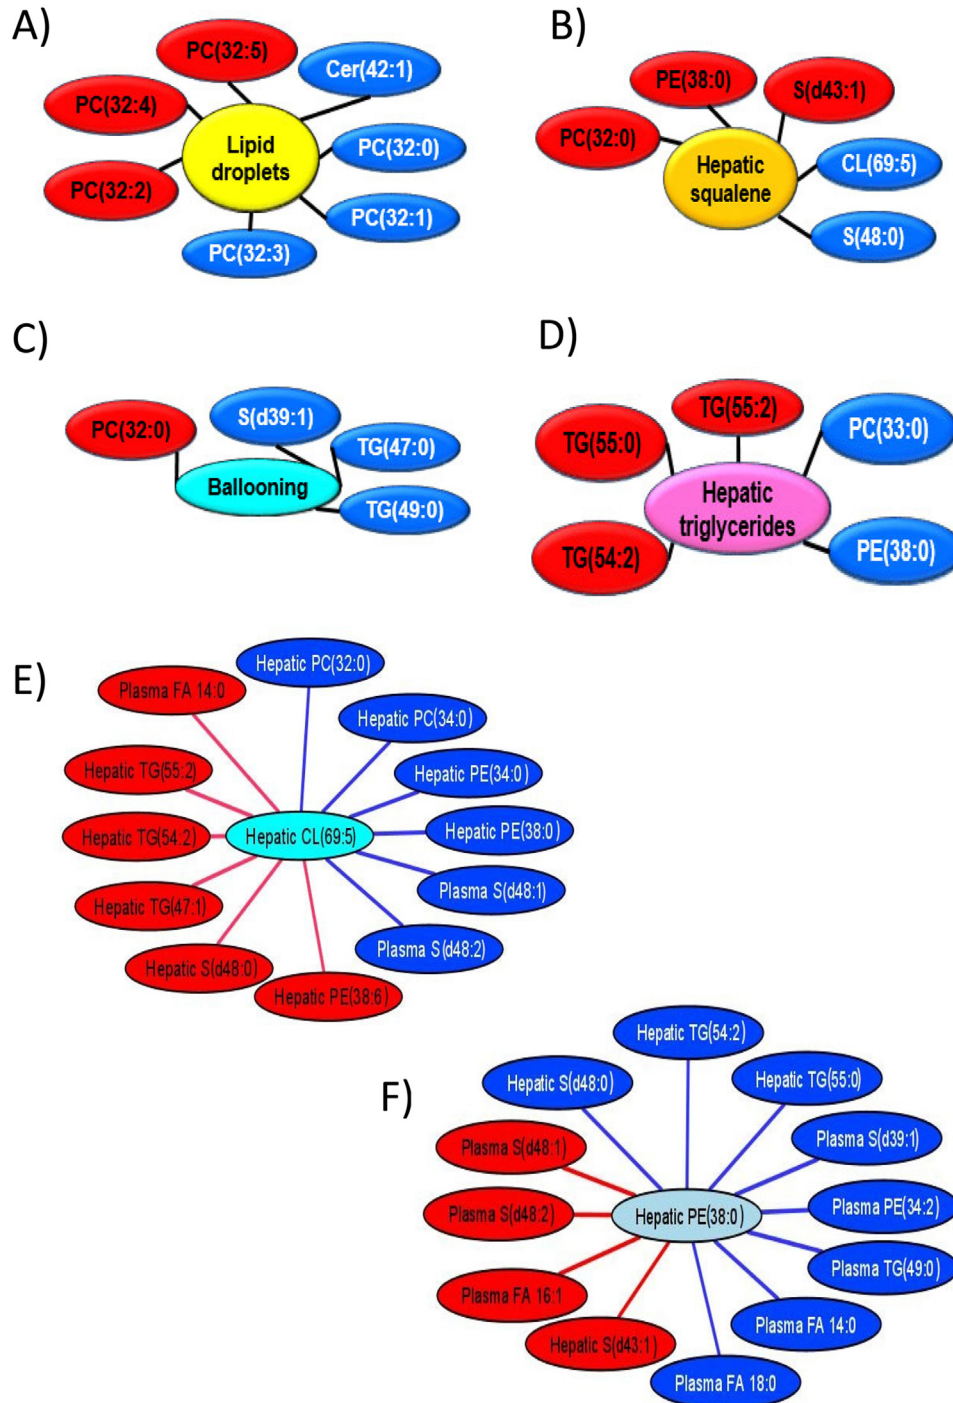 A)
PC(32:5)
Cer(42:1)
PC(32:4)
Lipid
droplets
PC(32:0)
PC(32:2)
PC(32:1)
PC(32:3)
B)
PE(38:0)
S(d43:1)
PC(32:0)
Hepatic
squalene
CL(69:5)
S(48:0)
C)
PC(32:0)
S(d39:1)
TG(47:0)
Ballooning
TG(49:0)
D)
TG(55:2)
TG(55:0)
PC(33:0)
Hepatic
triglycerides
TG(54:2)
PE(38:0)
E)
Hepatic PC(32:0)
Plasma FA 14:0
Hepatic PC(34:0)
Hepatic TG(55:2)
Hepatic PE(34:0)
Hepatic TG(54:2)
Hepatic CL(69:5)
Hepatic PE(38:0)
Plasma S(d48:1)
Hepatic TG(47:1)
Plasma S(d48:2)
Hepatic S(d48:0)
Hepatic PE(38:6)
F)
Hepatic TG(54:2)
Hepatic S(d48:0)
Hepatic TG(55:0)
Plasma S(d48:1)
Plasma S(d39:1)
Plasma S(d48:2)
Hepatic PE(38:0)
Plasma PE(34:2)
Plasma TG(49:0)
Plasma FA 16:1
Plasma FA 14:0
Hepatic S(d43:1)
Plasma FA 18:0